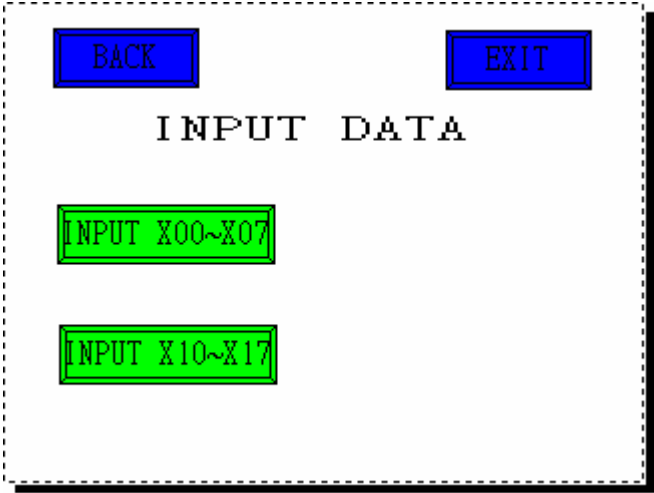 BACK
EXIT
INPUT DATA
INPUT X00~X07
INPUT X10~X17